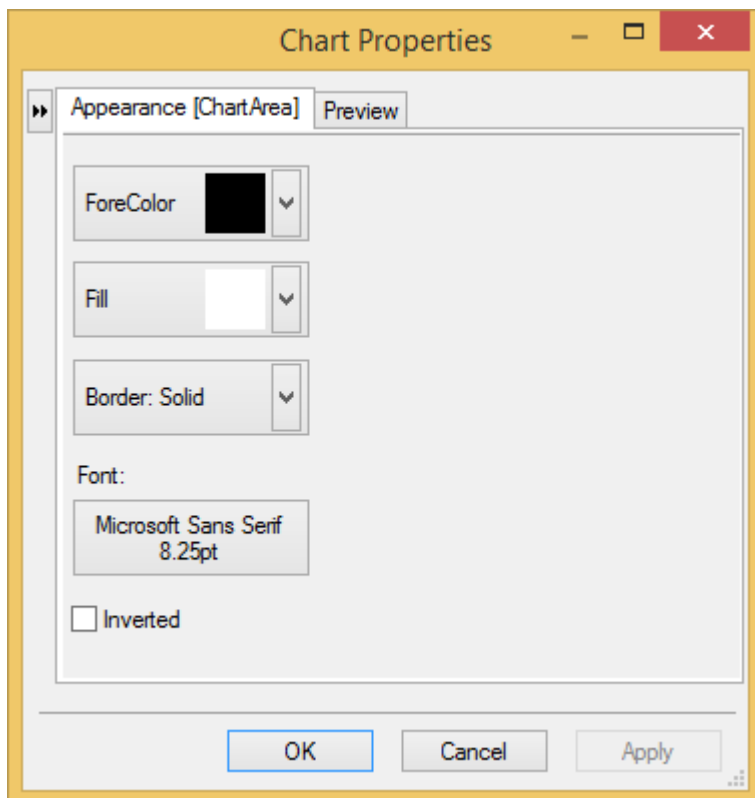 Chart Properties
Appearance [ChartArea]
Preview
ForeColor
Fill
Border: Solid
Font:
Microsoft Sans Serif
8.25pt
Inverted
OK
Cancel
Apply